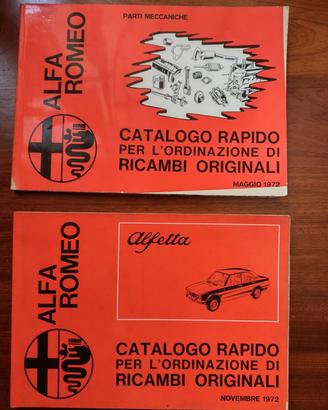 PARTI MECCANICHE
ALFA
ROMEO
CATALOGO RAPIDO
PER L'ORDINAZIONE DI
RICAMBI ORIGINALI
MAGGIO 1972
Alfetta
ALFA
ROMEO
CATALOGO RAPIDO
PER L'ORDINAZIONE DI
RICAMBI ORIGINALI
NOVEMBRE 1972